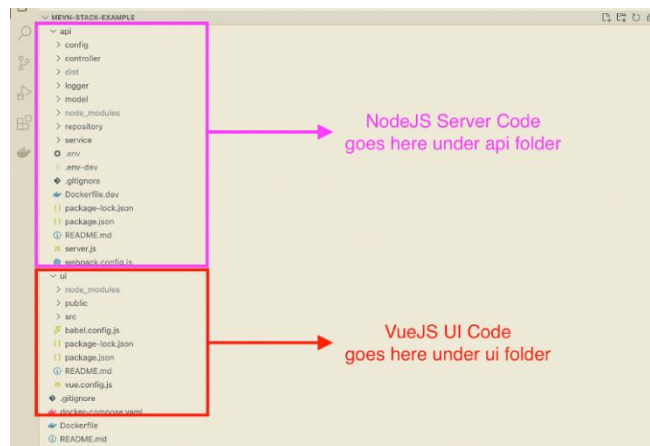 MEVN-STACK-EXAMPLE
api
config
controller
dist
logger
model
node_modules
repository
service
.env
.env-dev
.gitignore
Dockerfile.dev
package-lock.json
package.json
README.md
server.js
webpack.config.js
ui
node_modules
public
src
babel.config.js
package-lock.json
package.json
README.md
vue.config.js
.gitignore
docker-compose.yaml
Dockerfile
README.md
NodeJS Server Code
goes here under api folder
VueJS UI Code
goes here under ui folder